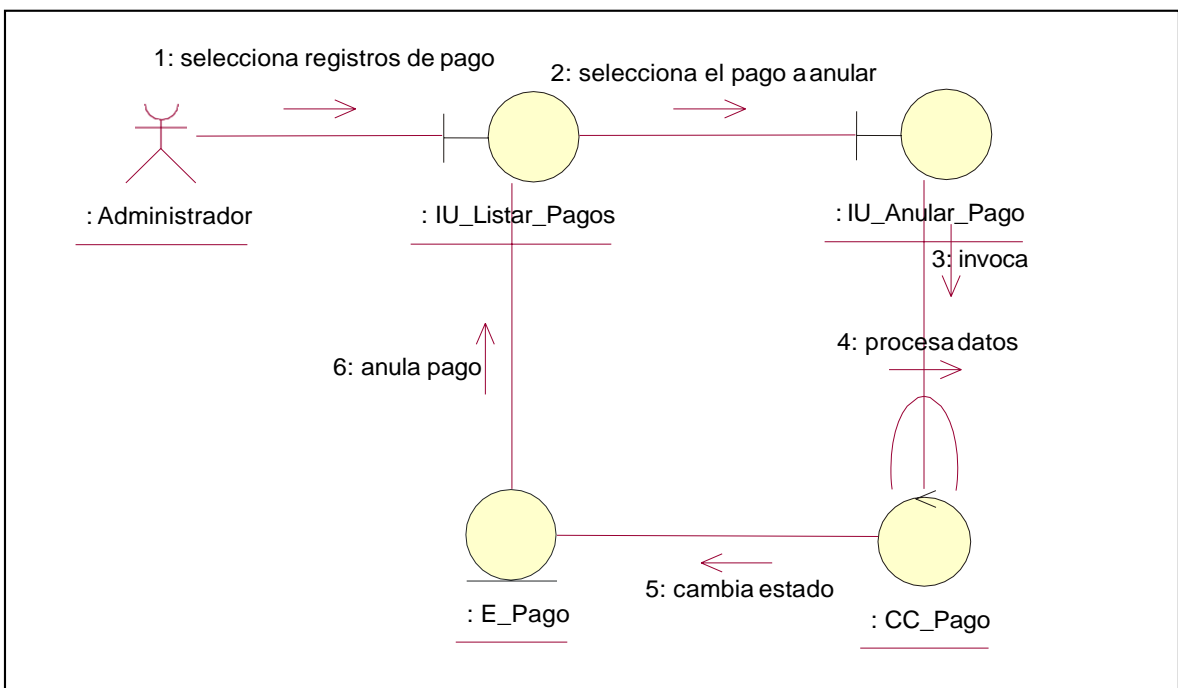 1: selecciona registros de pago
2: selecciona el pago a anular
: Administrador
: IU_Listar_Pagos
: IU_Anular_Pago
3: invoca
4: procesa datos
6: anula pago
5: cambia estado
: E_Pago
: CC_Pago